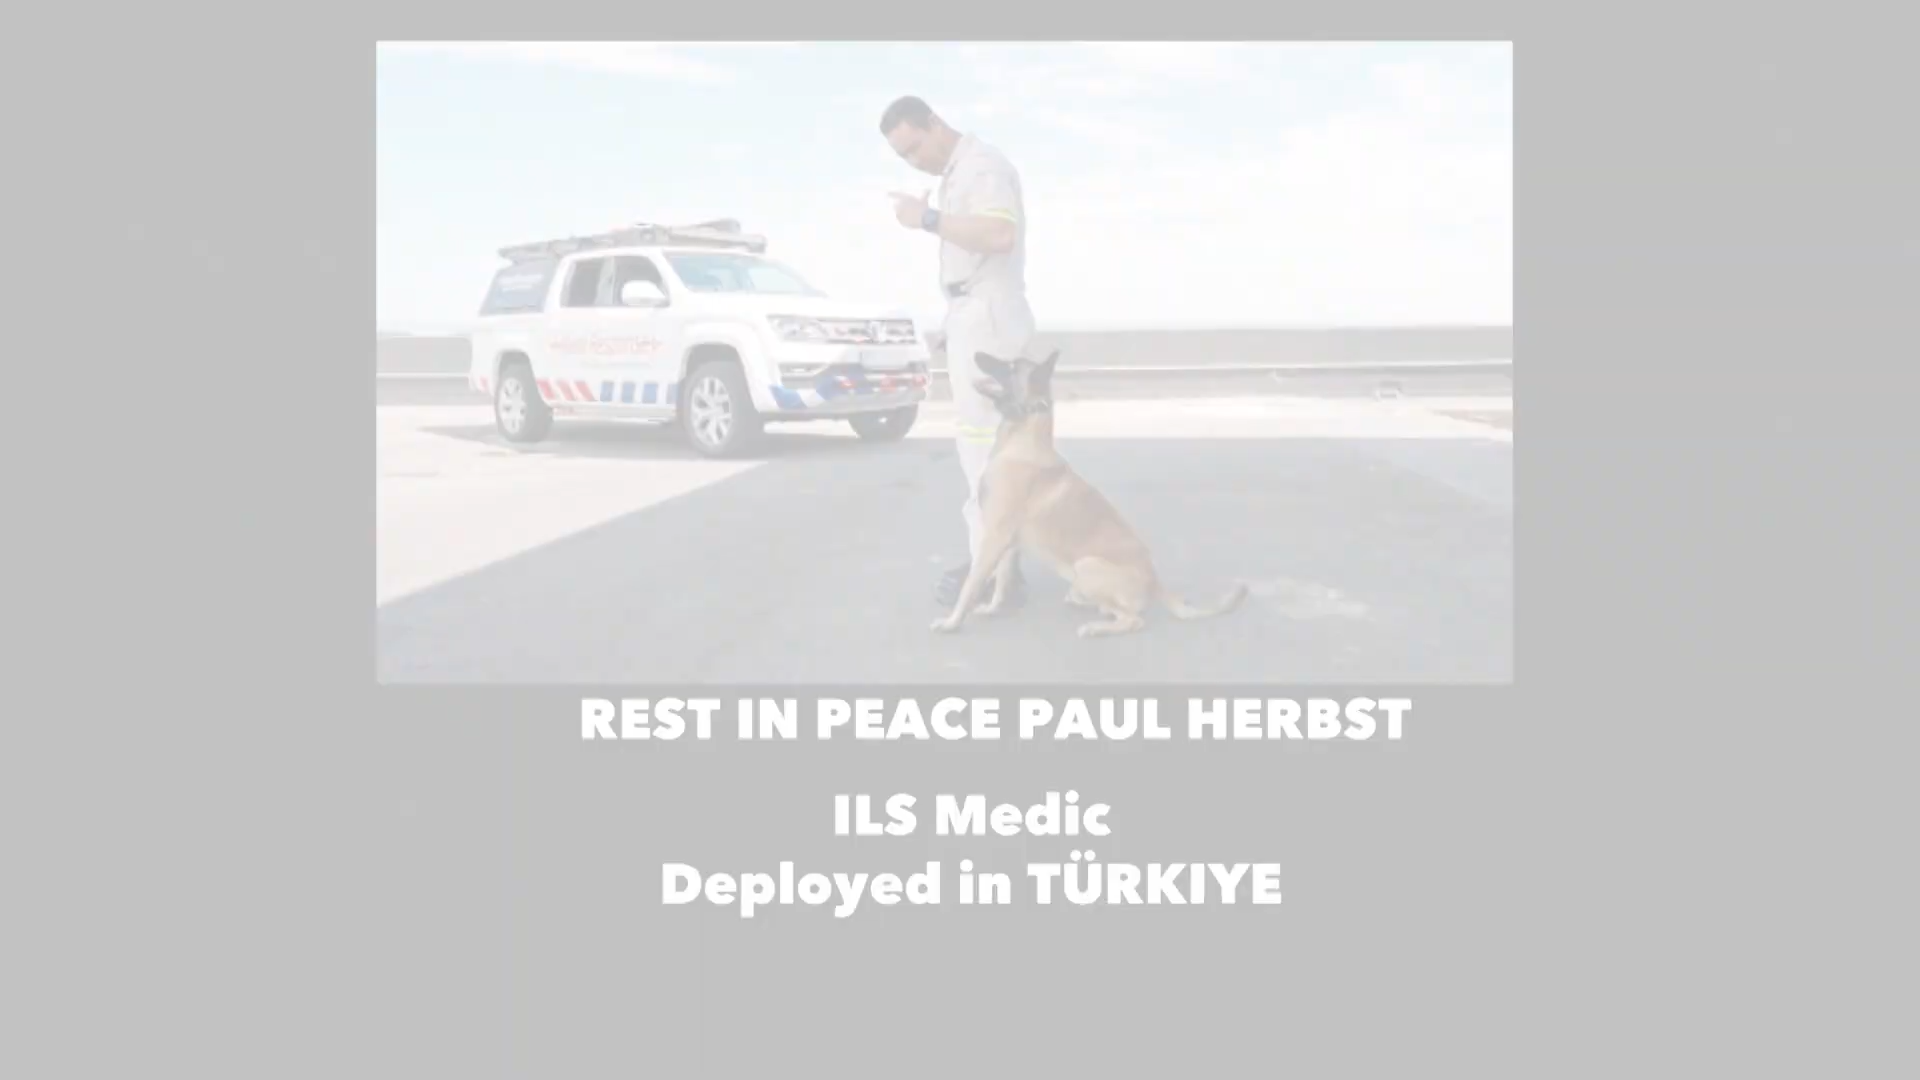 REST IN PEACE PAUL HERBST
ILS Medic
Deployed in TÜRKIYE